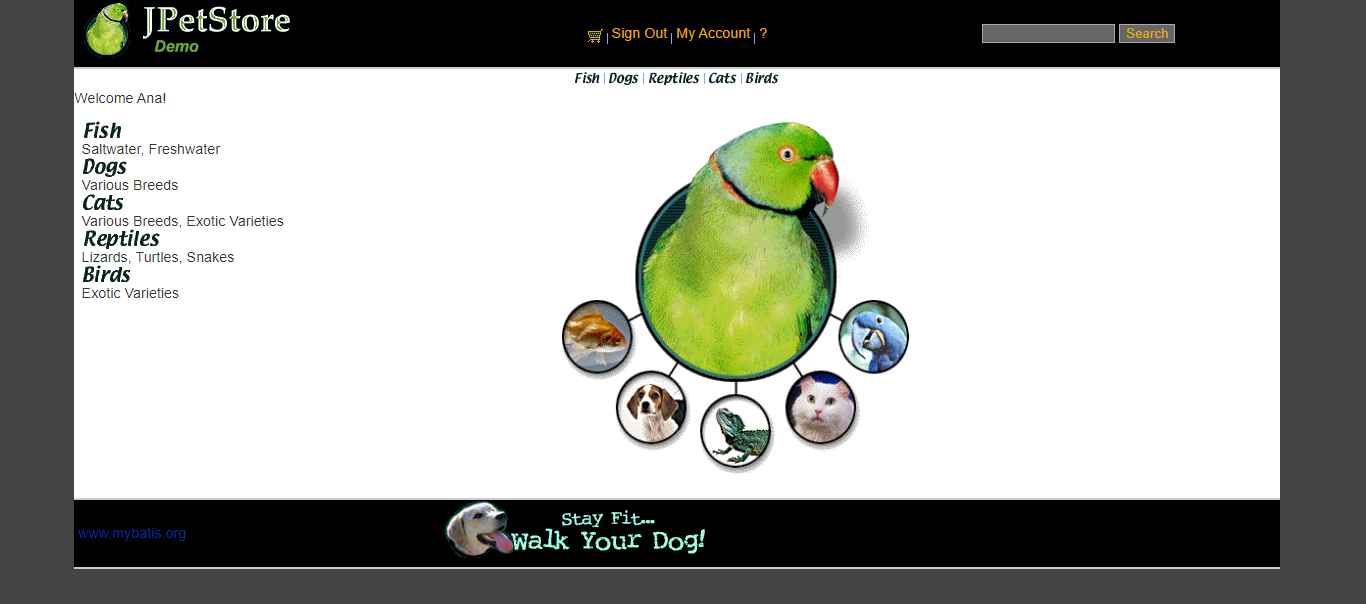 JPetStore
Demo
Sign Out | My Account | ?
Search
Fish | Dogs | Reptiles | Cats | Birds
Welcome Ana!
Fish
Saltwater, Freshwater
Dogs
Various Breeds
Cats
Various Breeds, Exotic Varieties
Reptiles
Lizards, Turtles, Snakes
Birds
Exotic Varieties
www.mybatis.org
Stay Fit...
Walk Your Dog!